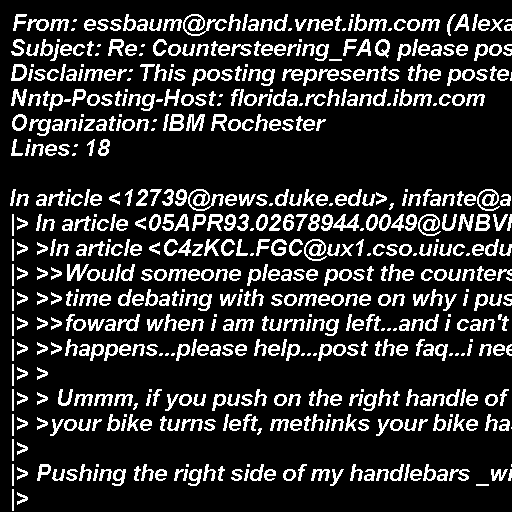 From: essbaum@rchland.vnet.ibm.com (Alexa
Subject: Re: Countersteering_FAQ please pos
Disclaimer: This posting represents the poste
Nntp-Posting-Host: florida.rchland.ibm.com
Organization: IBM Rochester
Lines: 18

In article <12739@news.duke.edu>, infante@a
|> In article <05APR93.02678944.0049@UNBV
|> >In article <C4zKCL.FGC@ux1.cso.uiuc.edu
|> >>Would someone please post the counters
|> >>time debating with someone on why i pus
|> >>foward when i am turning left...and i can't
|> >>happens...please help...post the faq...i nee
|> >
|> > Ummm, if you push on the right handle of
|> >your bike turns left, methinks your bike ha
|>
|> Pushing the right side of my handlebars _wi
|>